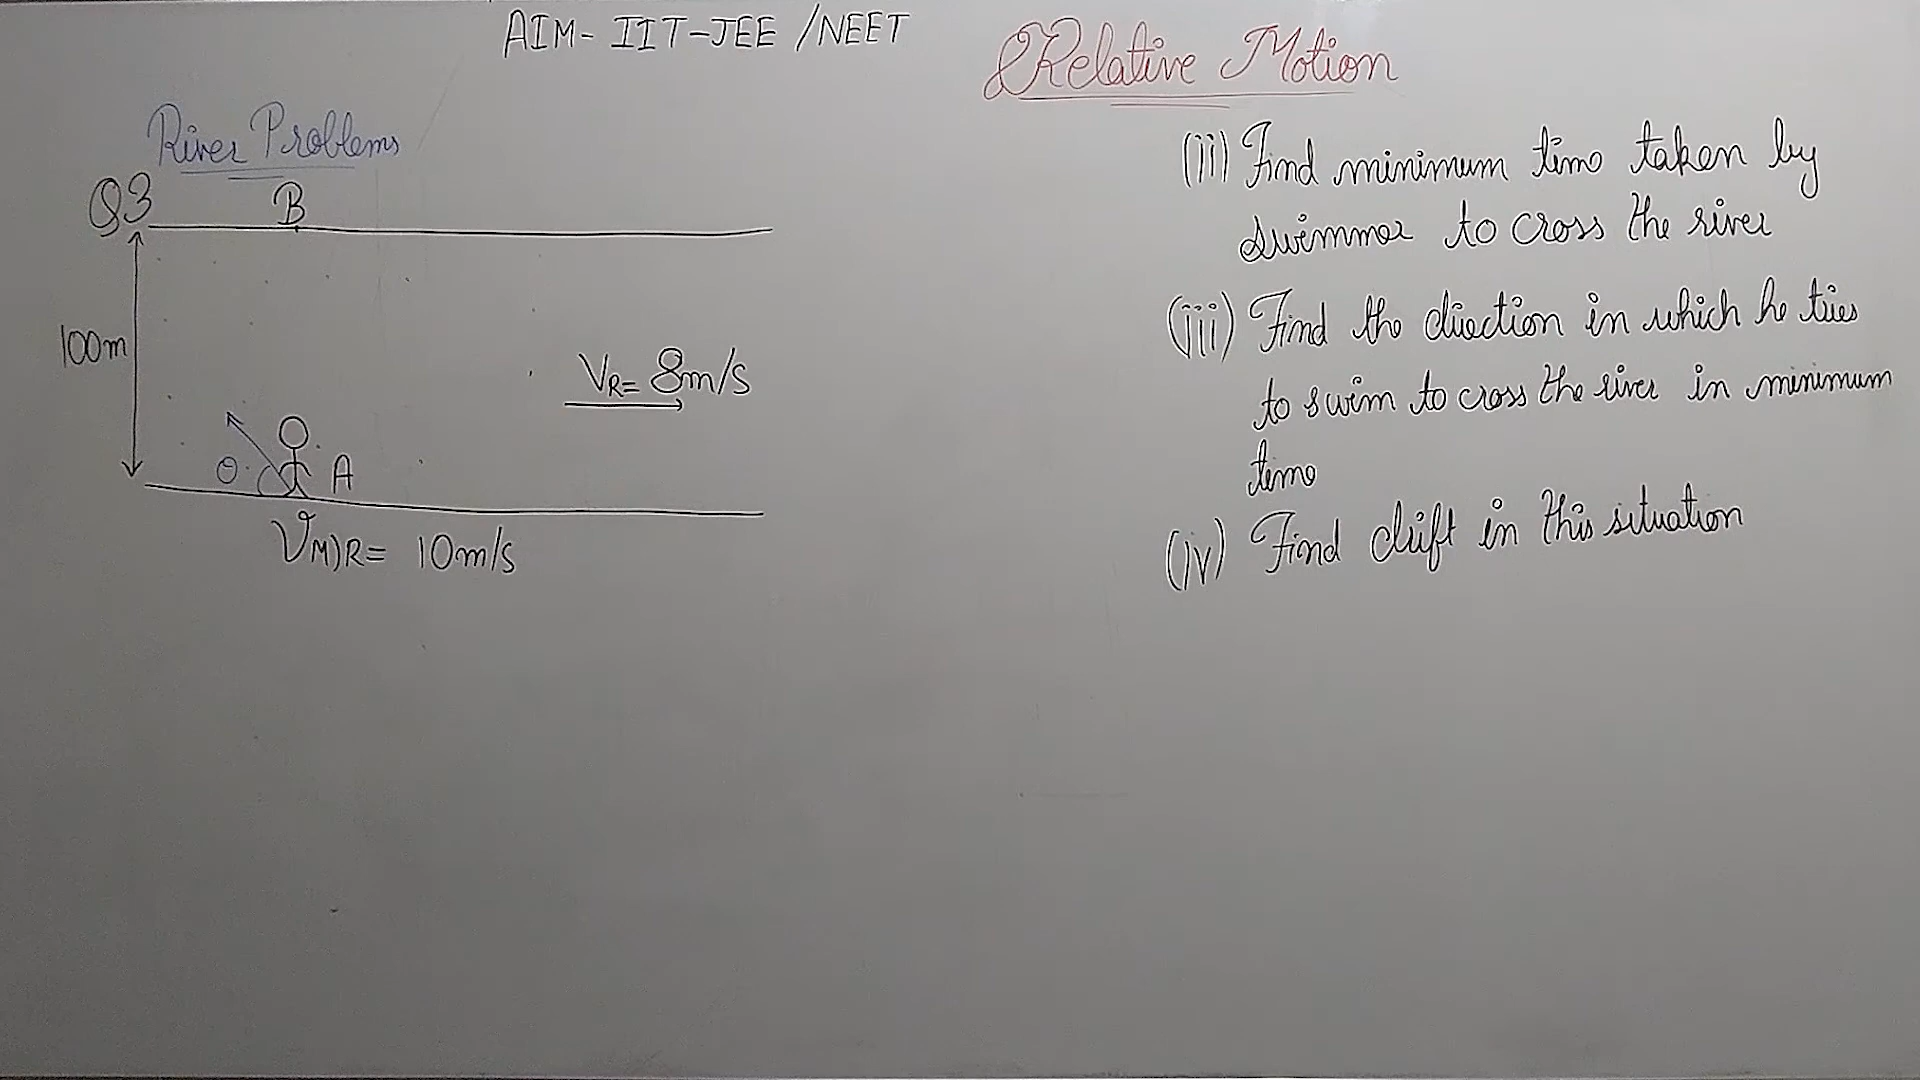 AIM- IIT-JEE /NEET
Relative Motion
River Problems
Q3
B
100m
VR= 8m/s
θ
A
VM)R= 10m/s
(ii) Find minimum time taken by
swimmer to cross the river
(iii) Find the direction in which he tries
to swim to cross the river in minimum
time
(iv) Find drift in this situation